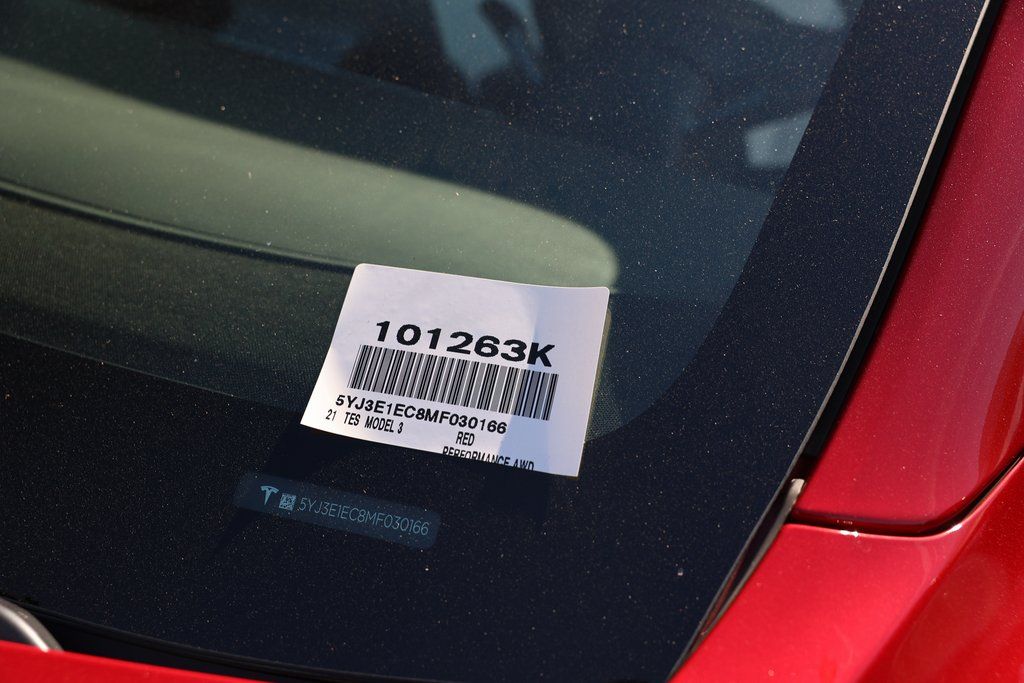 101263K
5YJ3E1EC8MF030166
21 TES MODEL 3
RED
PERFORMANCE AWD
5YJ3E1EC8MF030166